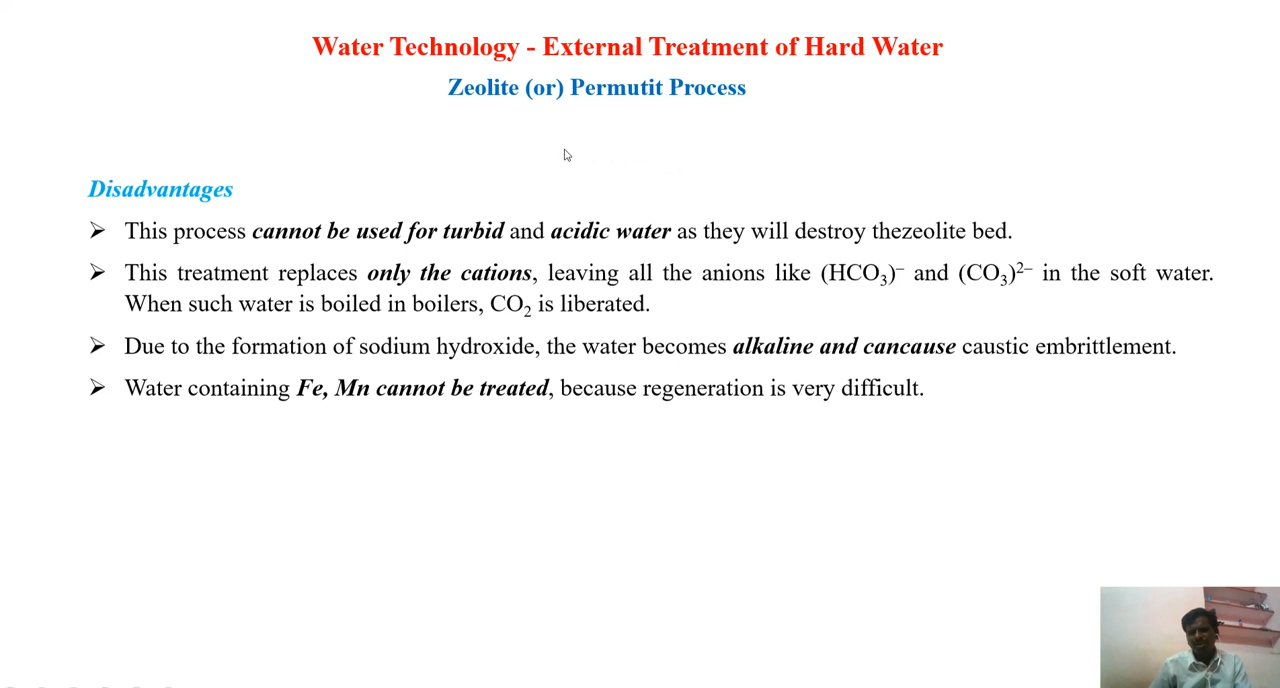 Water Technology - External Treatment of Hard Water
Zeolite (or) Permutit Process
Disadvantages
➢ This process cannot be used for turbid and acidic water as they will destroy thezeolite bed.
➢ This treatment replaces only the cations, leaving all the anions like (HCO₃)⁻ and (CO₃)²⁻ in the soft water.
When such water is boiled in boilers, CO₂ is liberated.
➢ Due to the formation of sodium hydroxide, the water becomes alkaline and cancause caustic embrittlement.
➢ Water containing Fe, Mn cannot be treated, because regeneration is very difficult.